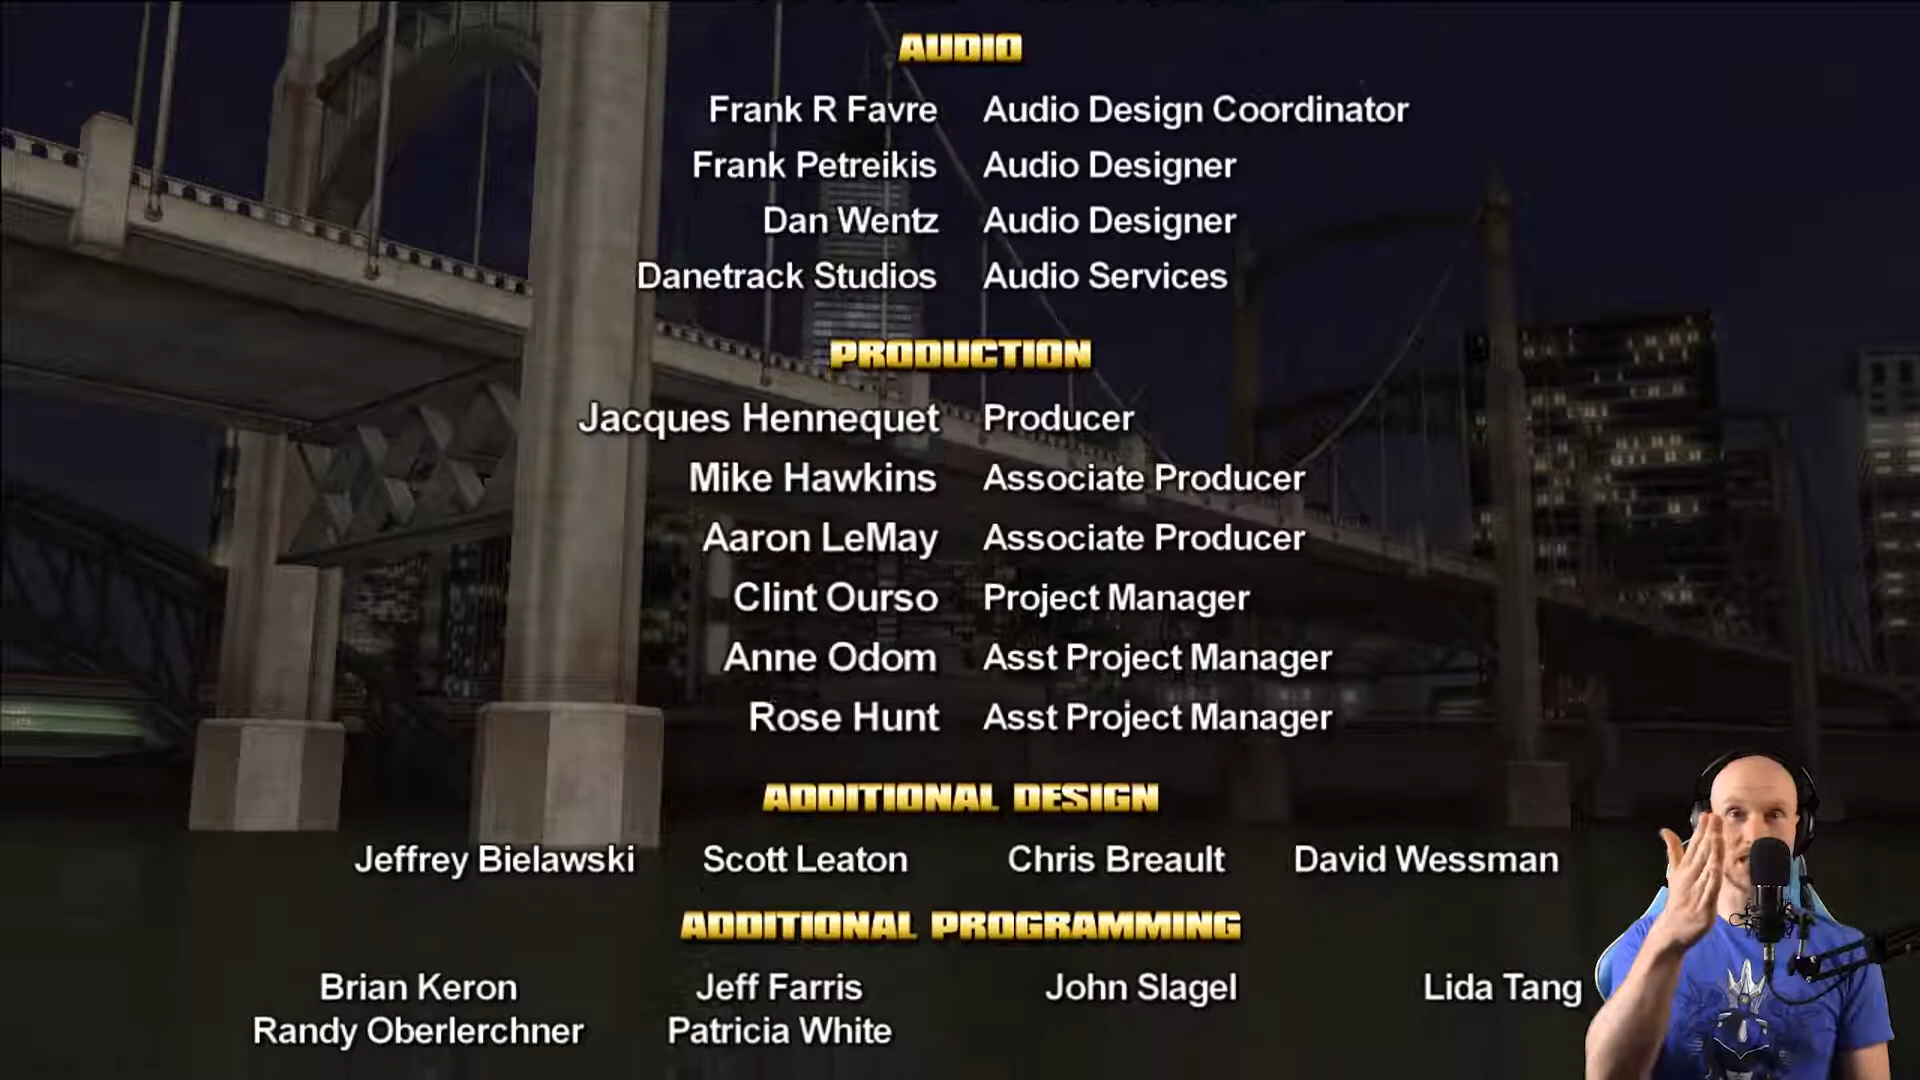 AUDIO
Frank R Favre Audio Design Coordinator
Frank Petreikis Audio Designer
Dan Wentz Audio Designer
Danetrack Studios Audio Services
PRODUCTION
Jacques Hennequet Producer
Mike Hawkins Associate Producer
Aaron LeMay Associate Producer
Clint Ourso Project Manager
Anne Odom Asst Project Manager
Rose Hunt Asst Project Manager
ADDITIONAL DESIGN
Jeffrey Bielawski Scott Leaton Chris Breault David Wessman
ADDITIONAL PROGRAMMING
Brian Keron Jeff Farris John Slagel Lida Tang
Randy Oberlerchner Patricia White